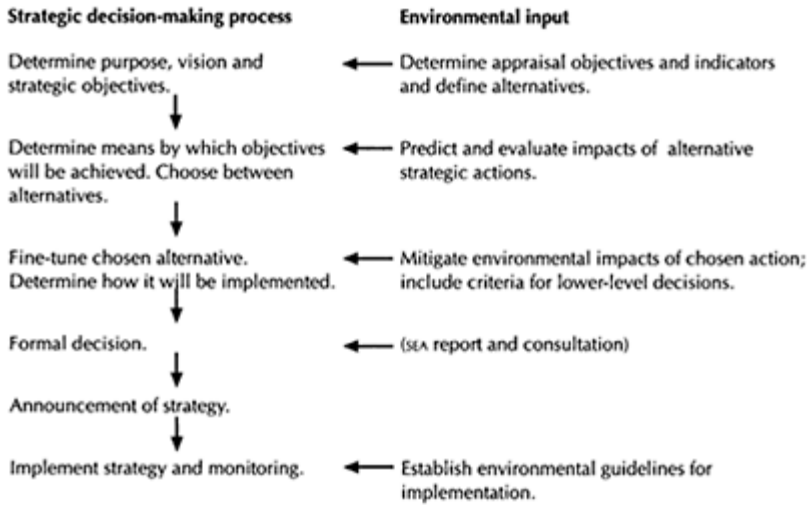 Strategic decision-making process
Environmental input
Determine purpose, vision and
strategic objectives.
Determine appraisal objectives and indicators
and define alternatives.
Determine means by which objectives
will be achieved. Choose between
alternatives.
Predict and evaluate impacts of alternative
strategic actions.
Fine-tune chosen alternative.
Determine how it will be implemented.
Mitigate environmental impacts of chosen action;
include criteria for lower-level decisions.
Formal decision.
(SEA report and consultation)
Announcement of strategy.
Implement strategy and monitoring.
Establish environmental guidelines for
implementation.